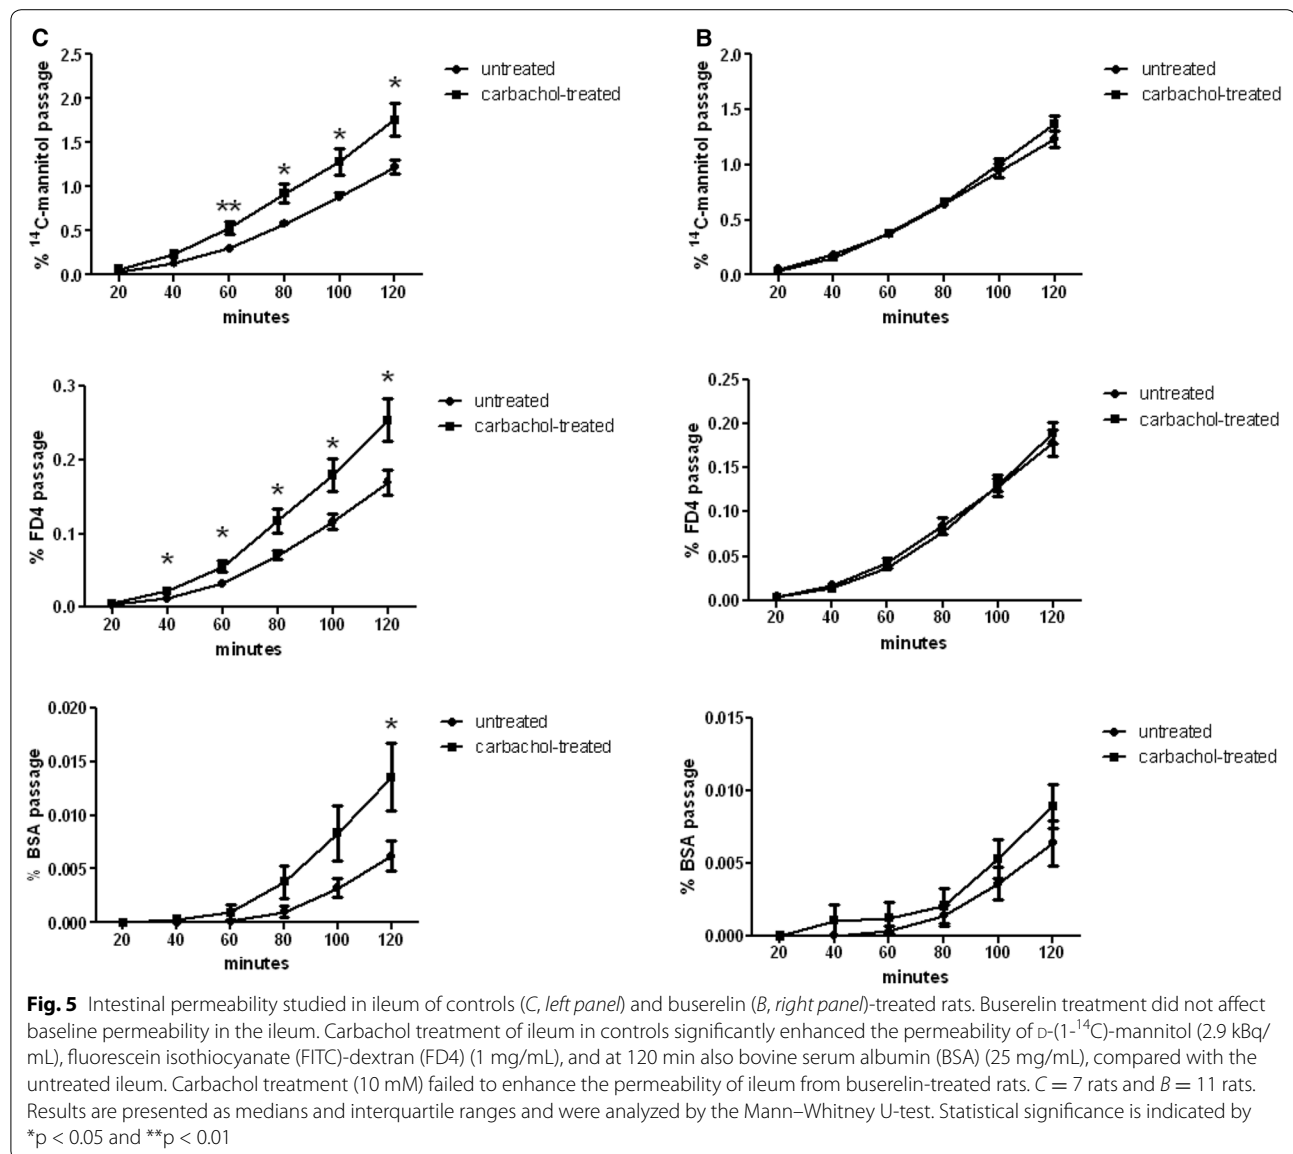 C
2.5
2.0
1.5
1.0
0.5
0.0
% ¹⁴C-mannitol passage
20 40 60 80 100 120
minutes
untreated
carbachol-treated
** * * *
B
2.0
1.5
1.0
0.5
0.0
% ¹⁴C-mannitol passage
20 40 60 80 100 120
minutes
untreated
carbachol-treated
0.3
0.2
0.1
0.0
% FD4 passage
20 40 60 80 100 120
minutes
untreated
carbachol-treated
* * * * *
0.25
0.20
0.15
0.10
0.05
0.00
% FD4 passage
20 40 60 80 100 120
minutes
untreated
carbachol-treated
0.020
0.015
0.010
0.005
0.000
% BSA passage
20 40 60 80 100 120
minutes
untreated
carbachol-treated
*
0.015
0.010
0.005
0.000
% BSA passage
20 40 60 80 100 120
minutes
untreated
carbachol-treated
Fig. 5 Intestinal permeability studied in ileum of controls (C, left panel) and buserelin (B, right panel)-treated rats. Buserelin treatment did not affect
baseline permeability in the ileum. Carbachol treatment of ileum in controls significantly enhanced the permeability of D-(1-¹⁴C)-mannitol (2.9 kBq/
mL), fluorescein isothiocyanate (FITC)-dextran (FD4) (1 mg/mL), and at 120 min also bovine serum albumin (BSA) (25 mg/mL), compared with the
untreated ileum. Carbachol treatment (10 mM) failed to enhance the permeability of ileum from buserelin-treated rats. C = 7 rats and B = 11 rats.
Results are presented as medians and interquartile ranges and were analyzed by the Mann–Whitney U-test. Statistical significance is indicated by
*p < 0.05 and **p < 0.01